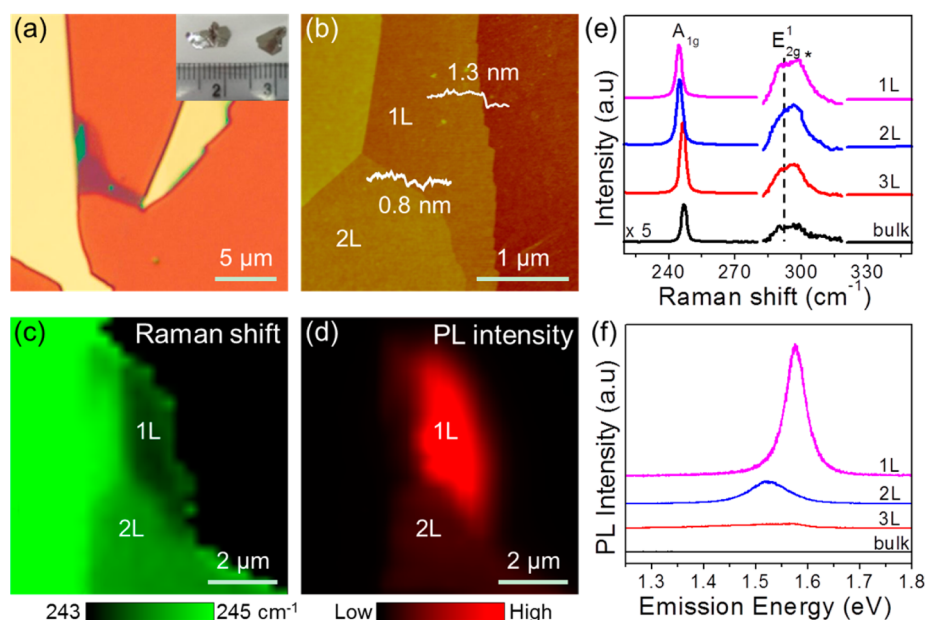 (a)
2
3
5 µm
(b)
1.3 nm
1L
0.8 nm
2L
1 µm
(c)
Raman shift
1L
2L
2 µm
243
245 cm⁻¹
(d)
PL intensity
1L
2L
2 µm
Low
High
(e)
A1g
E¹2g *
1L
2L
3L
x 5
bulk
Intensity (a.u)
240 270 300 330
Raman shift (cm⁻¹)
(f)
1L
2L
3L
bulk
PL Intensity (a.u)
1.3 1.4 1.5 1.6 1.7 1.8
Emission Energy (eV)